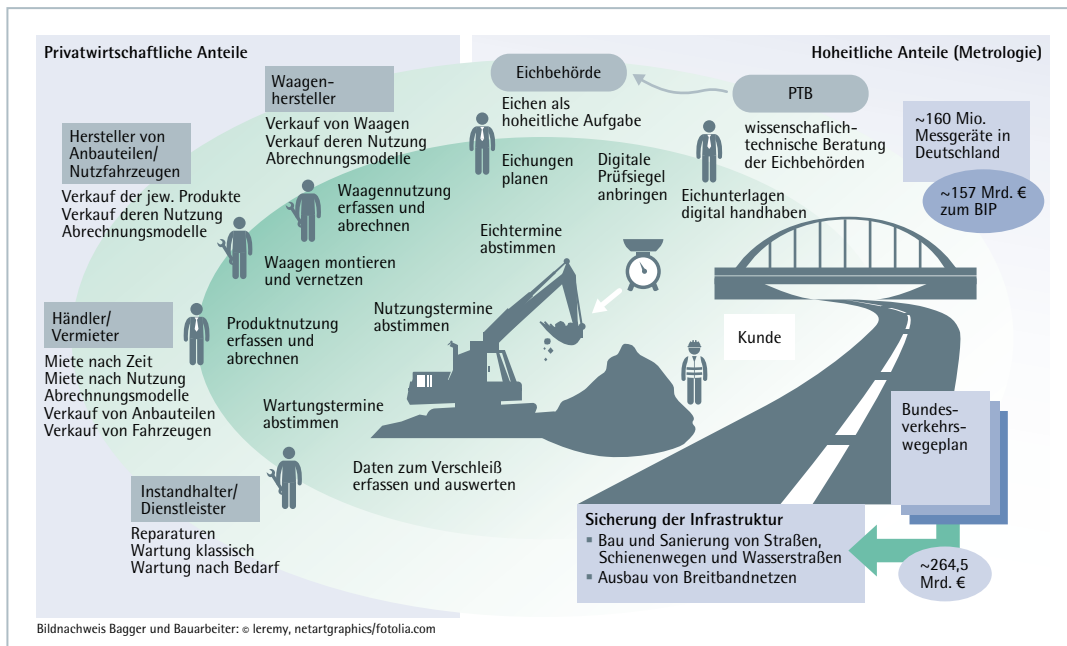 Privatwirtschaftliche Anteile
Hoheitliche Anteile (Metrologie)
Waagen-
hersteller
Verkauf von Waagen
Verkauf deren Nutzung
Abrechnungsmodelle
Eichbehörde
Eichen als
hoheitliche Aufgabe
PTB
wissenschaflich-
technische Beratung
der Eichbehörden
~160 Mio.
Messgeräte in
Deutschland
~157 Mrd. €
zum BIP
Hersteller von
Anbauteilen/
Nutzfahrzeugen
Verkauf der jew. Produkte
Verkauf deren Nutzung
Abrechnungsmodelle
Waagennutzung
erfassen und
abrechnen
Eichungen
planen
Digitale
Prüfsiegel
anbringen
Eichunterlagen
digital handhaben
Eichtermine
abstimmen
Waagen montieren
und vernetzen
Händler/
Vermieter
Miete nach Zeit
Miete nach Nutzung
Abrechnungsmodelle
Verkauf von Anbauteilen
Verkauf von Fahrzeugen
Produktnutzung
erfassen und
abrechnen
Nutzungstermine
abstimmen
Kunde
Wartungstermine
abstimmen
Bundes-
verkehrs-
wegeplan
Instandhalter/
Dienstleister
Reparaturen
Wartung klassisch
Wartung nach Bedarf
Daten zum Verschleiß
erfassen und auswerten
Sicherung der Infrastruktur
▪ Bau und Sanierung von Straßen,
Schienenwegen und Wasserstraßen
▪ Ausbau von Breitbandnetzen
~264,5
Mrd. €
Bildnachweis Bagger und Bauarbeiter: © leremy, netartgraphics/fotolia.com